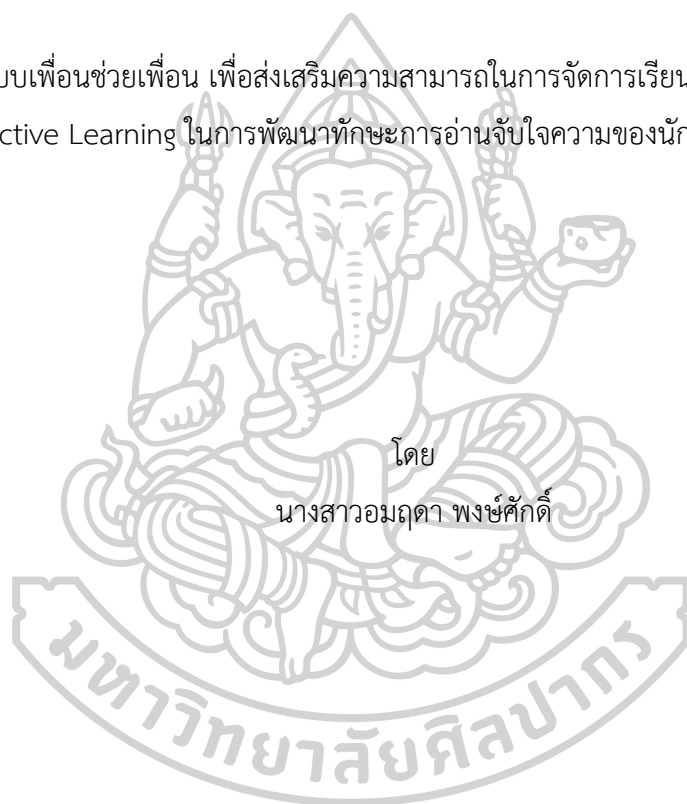 บบเพื่อนช่วยเพื่อน เพื่อส่งเสริมความสามารถในการจัดการเรียน
ctive Learning ในการพัฒนาทักษะการอ่านจับใจความของนัก
โดย
นางสาวอมฤดา พงษ์ศักดิ์
มหาวิทยาลัยศิลปากร